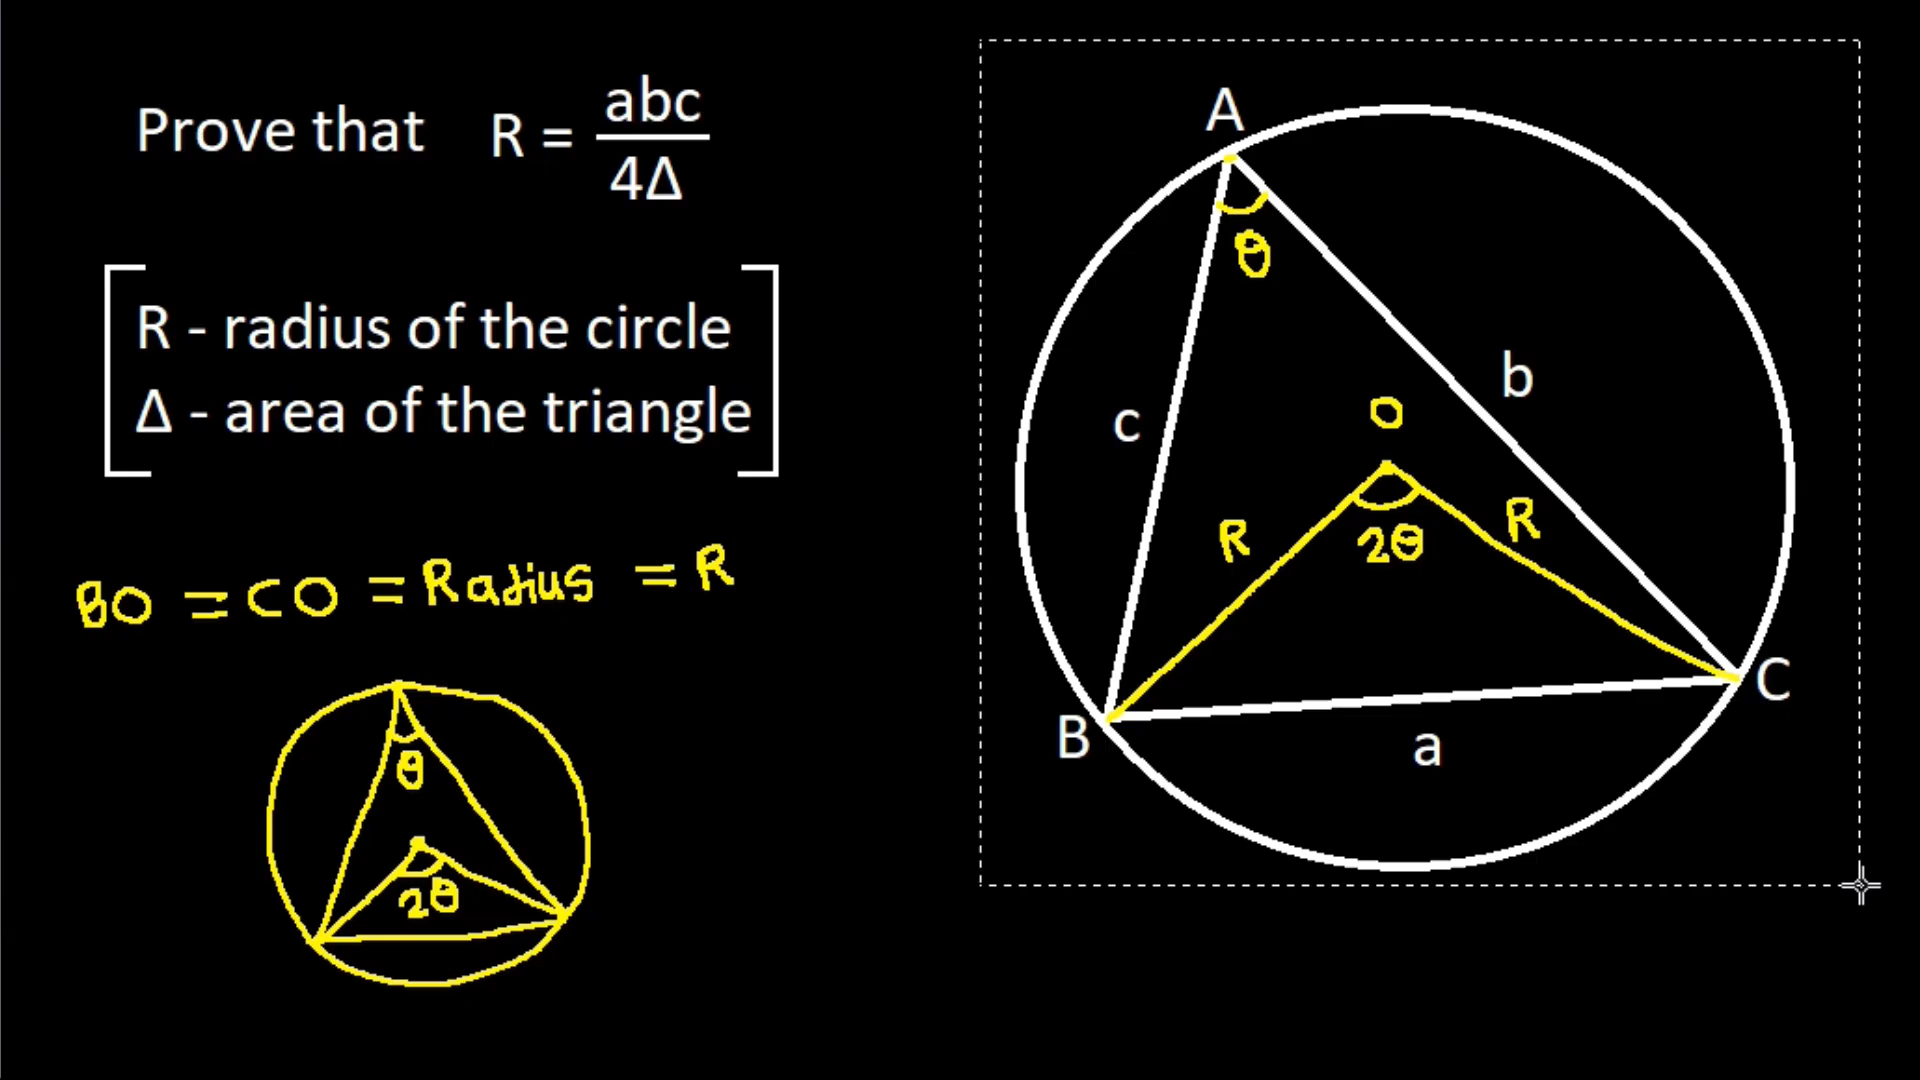 Prove that R = abc
4Δ
R - radius of the circle
Δ - area of the triangle
BO = CO = Radius = R
θ
2θ
A
θ
b
c
O
R
2θ
R
B
C
a